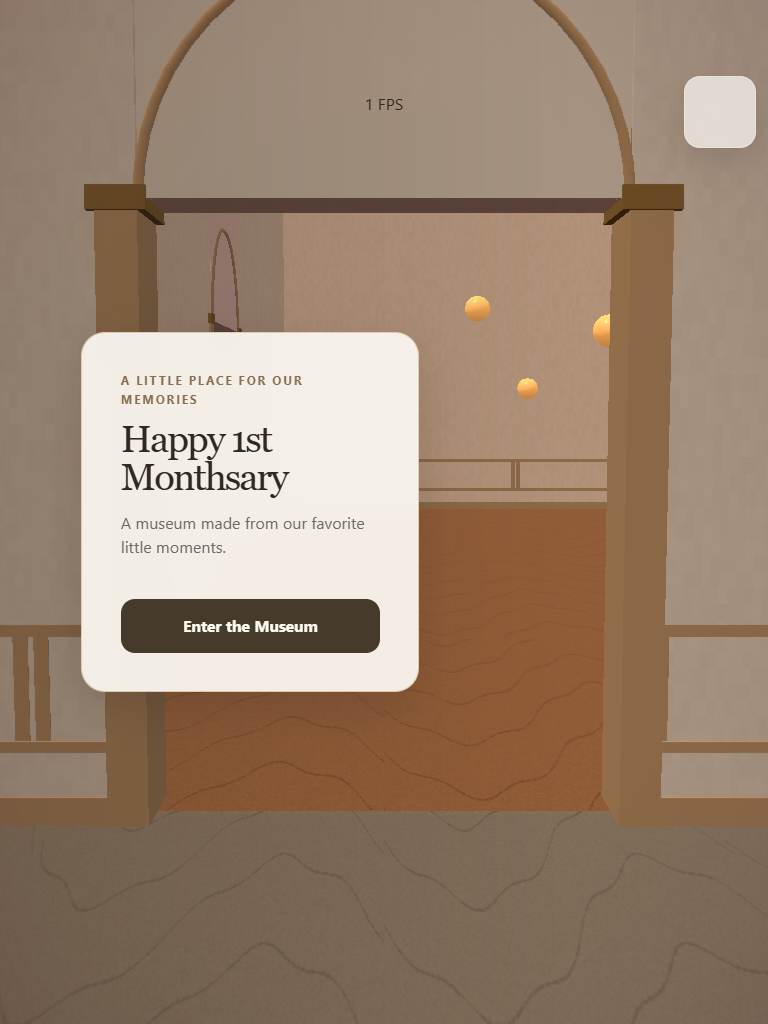 1 FPS
A LITTLE PLACE FOR OUR
MEMORIES
Happy 1st
Monthsary
A museum made from our favorite
little moments.
Enter the Museum